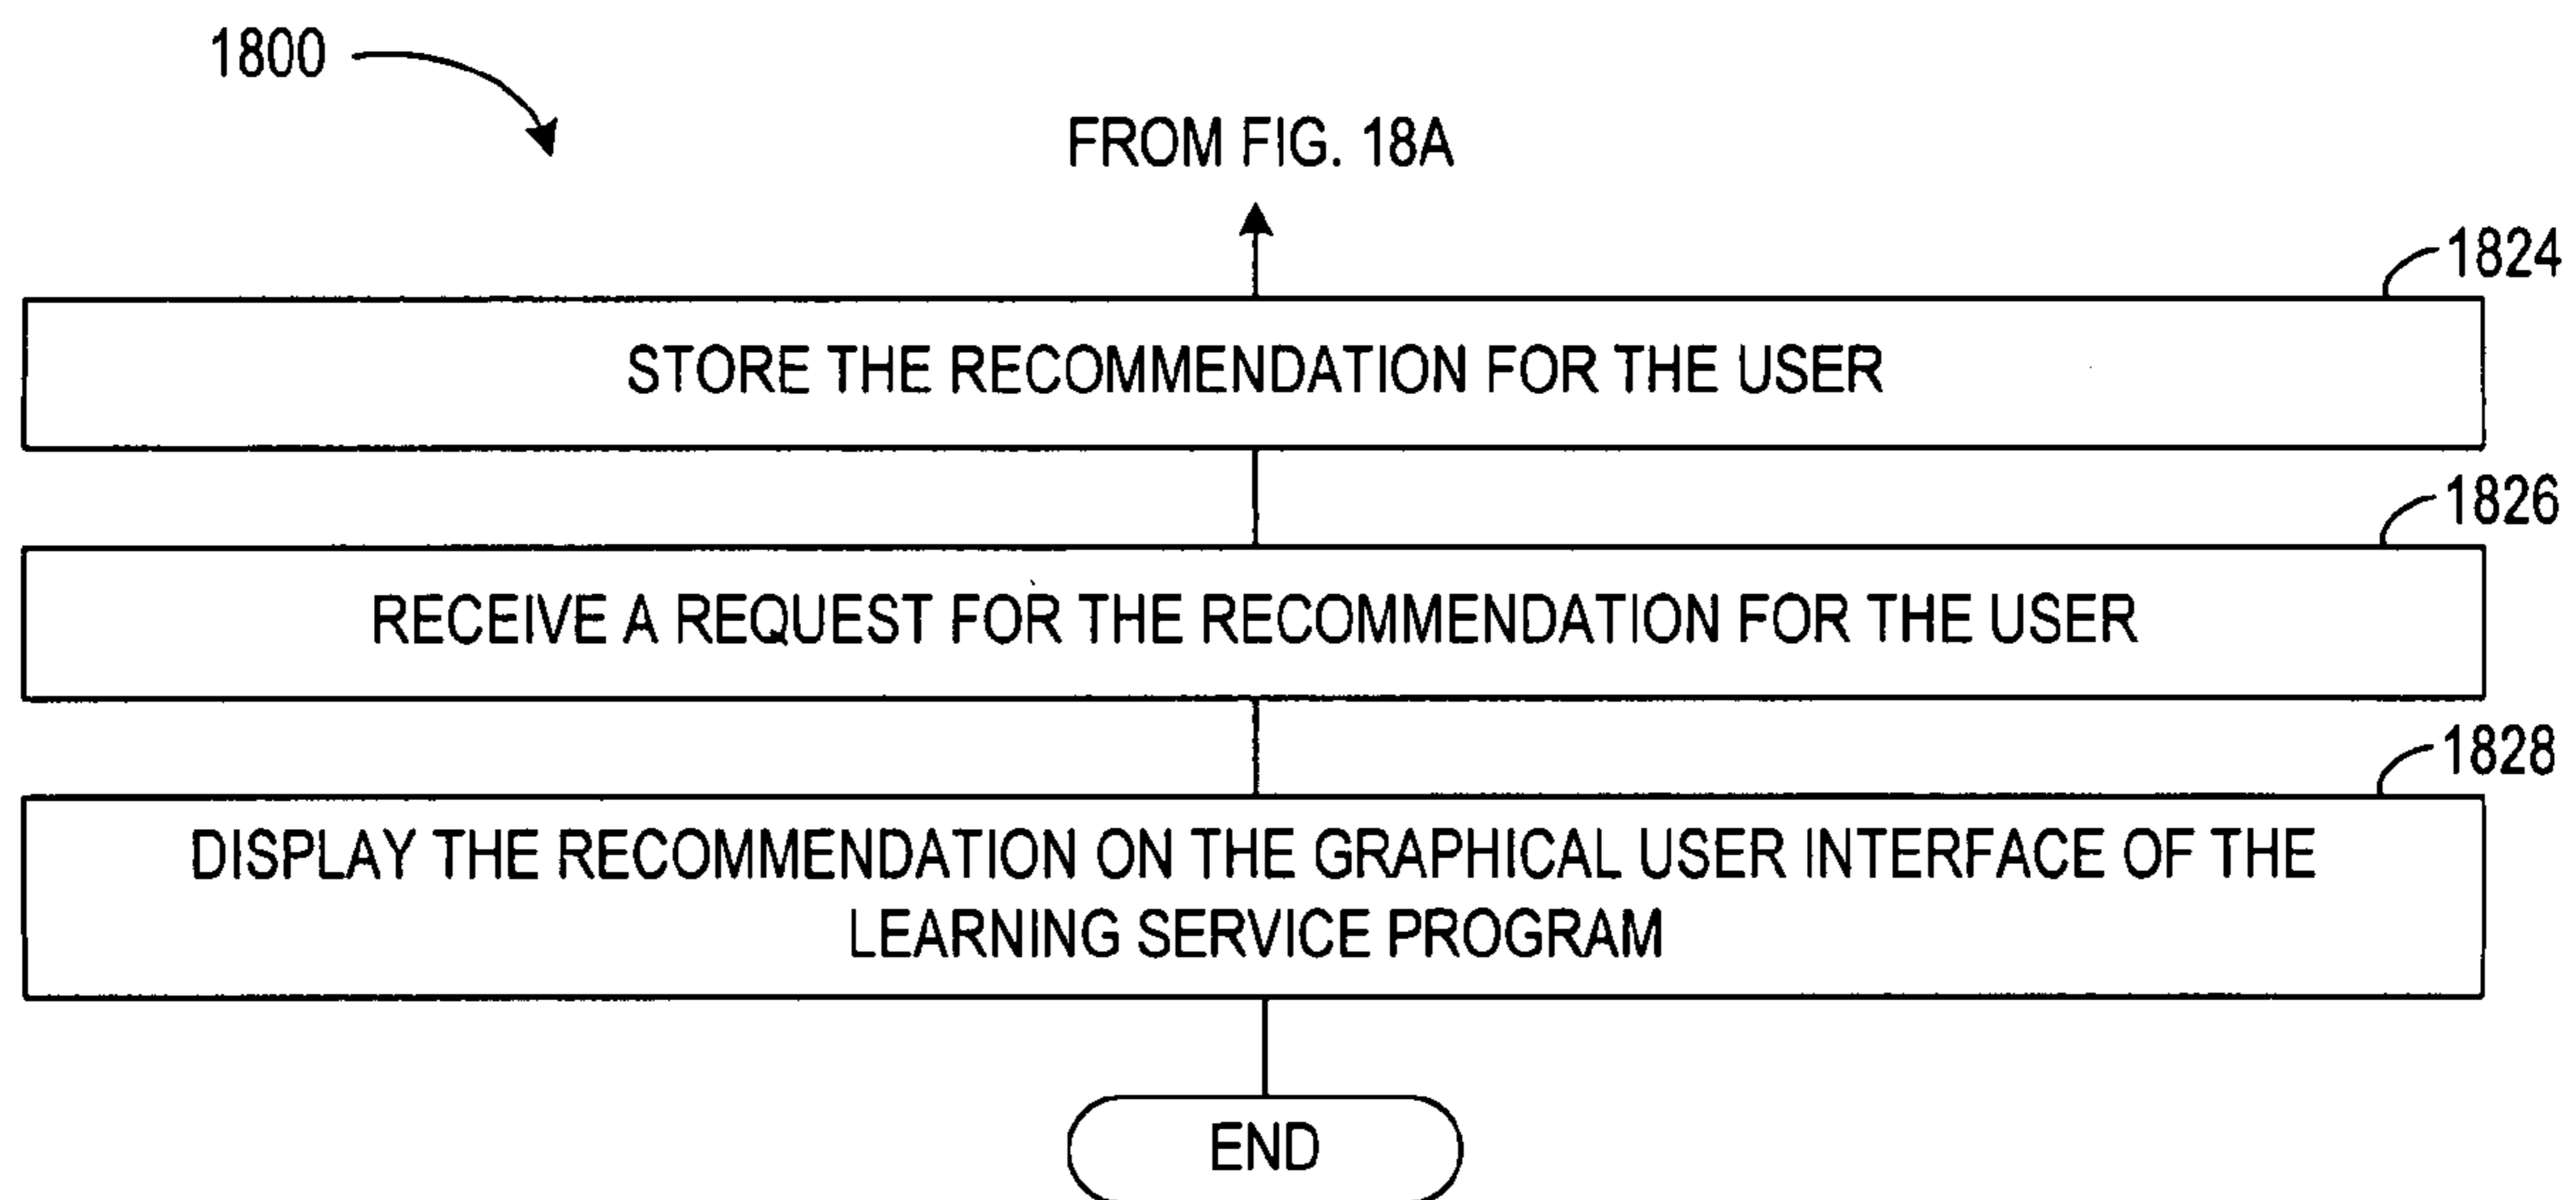 1800
FROM FIG. 18A
1824
STORE THE RECOMMENDATION FOR THE USER
1826
RECEIVE A REQUEST FOR THE RECOMMENDATION FOR THE USER
1828
DISPLAY THE RECOMMENDATION ON THE GRAPHICAL USER INTERFACE OF THE
LEARNING SERVICE PROGRAM
END